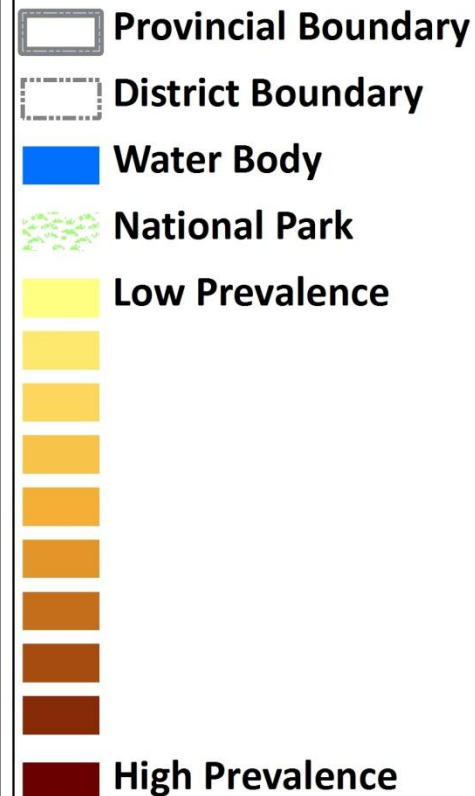 Provincial Boundary
District Boundary
Water Body
National Park
Low Prevalence
High Prevalence